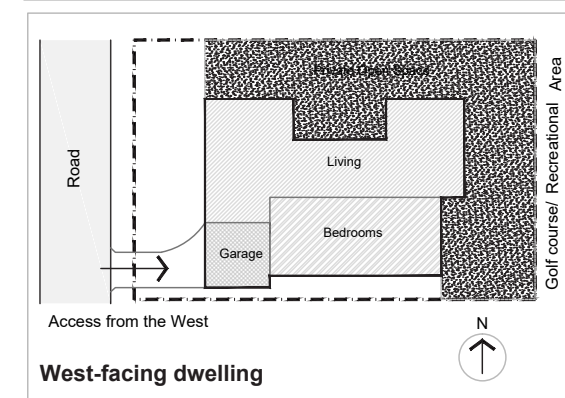 Private Open Space
Living
Road
Bedrooms
Garage
Golf course/ Recreational Area
Access from the West
N
West-facing dwelling